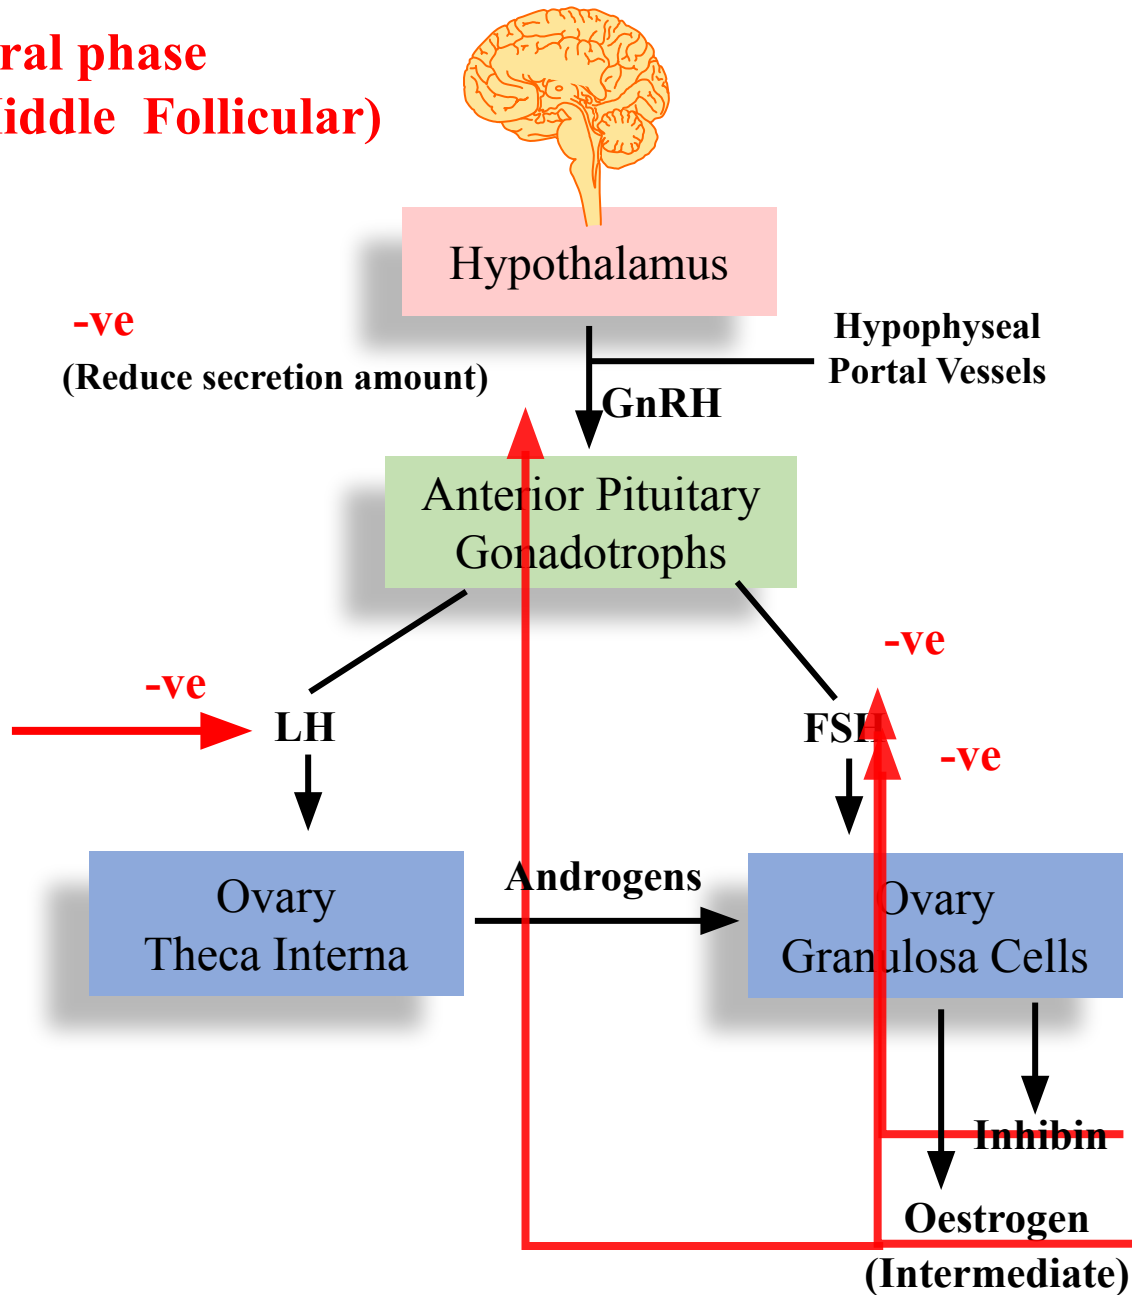 ral phase
iddle Follicular)
Hypothalamus
-ve
(Reduce secretion amount)
Hypophyseal
Portal Vessels
GnRH
Anterior Pituitary
Gonadotrophs
-ve
-ve
LH
FSH
-ve
Androgens
Ovary
Theca Interna
Ovary
Granulosa Cells
Inhibin
Oestrogen
(Intermediate)